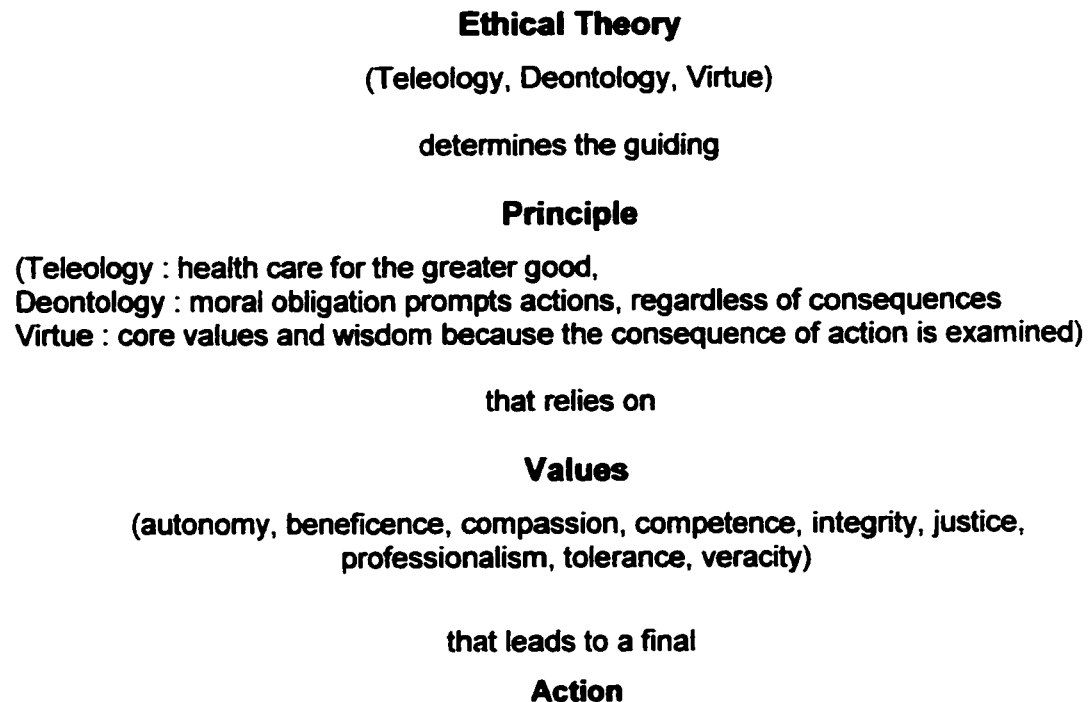 Ethical Theory
(Teleology, Deontology, Virtue)
determines the guiding
Principle
(Teleology : health care for the greater good,
Deontology : moral obligation prompts actions, regardless of consequences
Virtue : core values and wisdom because the consequence of action is examined)
that relies on
Values
(autonomy, beneficence, compassion, competence, integrity, justice,
professionalism, tolerance, veracity)
that leads to a final
Action